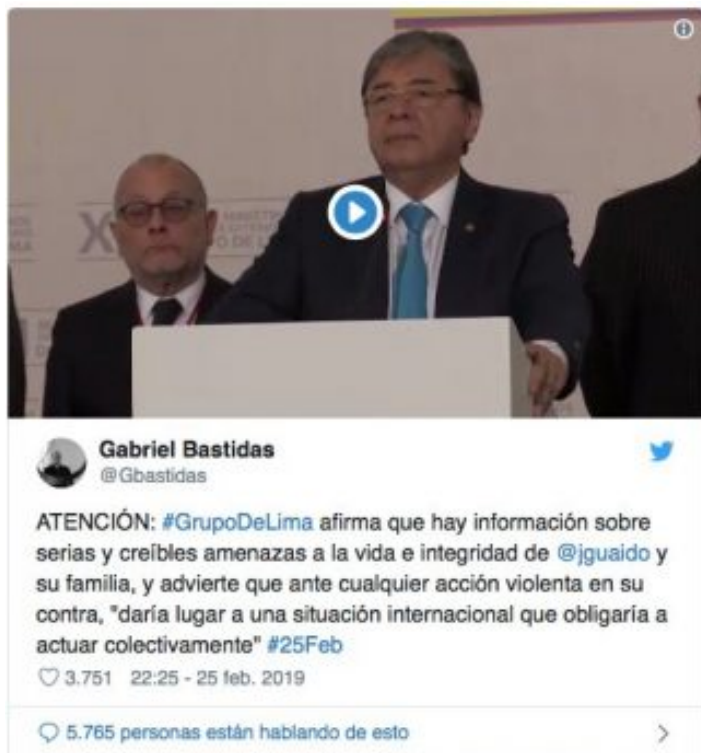 Gabriel Bastidas
@Gbastidas
ATENCIÓN: #GrupoDeLima afirma que hay información sobre
serias y creíbles amenazas a la vida e integridad de @jguaido y
su familia, y advierte que ante cualquier acción violenta en su
contra, "daría lugar a una situación internacional que obligaría a
actuar colectivamente" #25Feb
3.751 22:25 - 25 feb. 2019
5.765 personas están hablando de esto